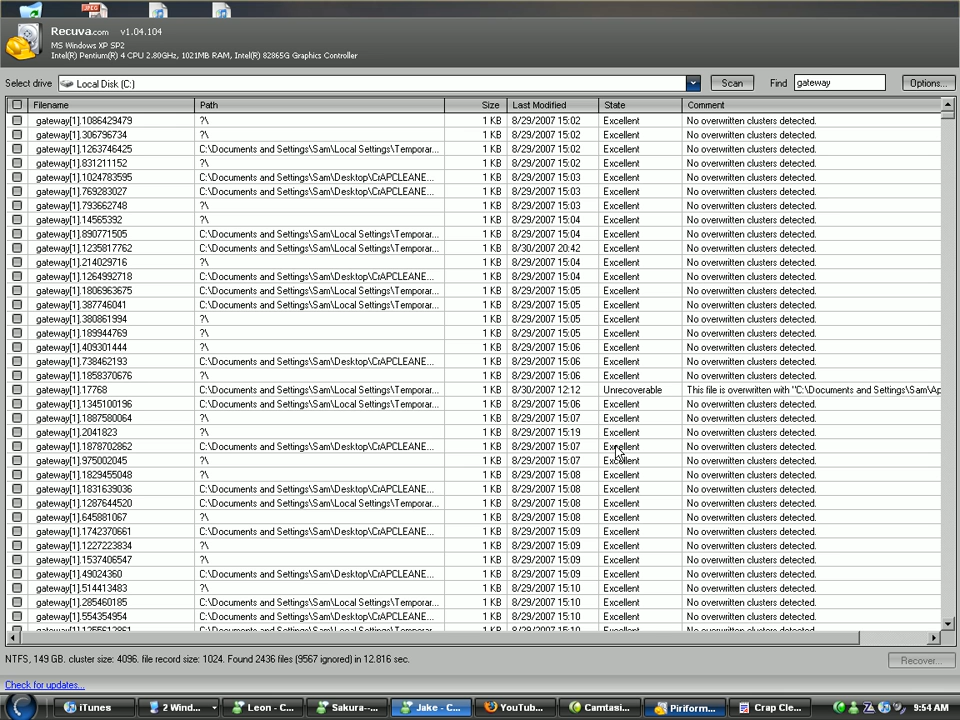 JPEG
Recuva.com v1.04.104
MS Windows XP SP2
Intel(R) Pentium(R) 4 CPU 2.80GHz, 1021MB RAM, Intel(R) 82865G Graphics Controller
Select drive Local Disk (C:) Scan Find gateway Options...
Filename Path Size Last Modified State Comment
gateway[1].1086429479 ?\ 1 KB 8/29/2007 15:02 Excellent No overwritten clusters detected.
gateway[1].306796734 ?\ 1 KB 8/29/2007 15:02 Excellent No overwritten clusters detected.
gateway[1].1263746425 C:\Documents and Settings\Sam\Local Settings\Temporar... 1 KB 8/29/2007 15:02 Excellent No overwritten clusters detected.
gateway[1].831211152 ?\ 1 KB 8/29/2007 15:02 Excellent No overwritten clusters detected.
gateway[1].1024783595 C:\Documents and Settings\Sam\Desktop\CrAPCLEANE... 1 KB 8/29/2007 15:03 Excellent No overwritten clusters detected.
gateway[1].769283027 C:\Documents and Settings\Sam\Desktop\CrAPCLEANE... 1 KB 8/29/2007 15:03 Excellent No overwritten clusters detected.
gateway[1].793662748 ?\ 1 KB 8/29/2007 15:03 Excellent No overwritten clusters detected.
gateway[1].14565392 ?\ 1 KB 8/29/2007 15:04 Excellent No overwritten clusters detected.
gateway[1].890771505 C:\Documents and Settings\Sam\Local Settings\Temporar... 1 KB 8/29/2007 15:04 Excellent No overwritten clusters detected.
gateway[1].1235817762 C:\Documents and Settings\Sam\Local Settings\Temporar... 1 KB 8/30/2007 20:42 Excellent No overwritten clusters detected.
gateway[1].214029716 ?\ 1 KB 8/29/2007 15:04 Excellent No overwritten clusters detected.
gateway[1].1264992718 C:\Documents and Settings\Sam\Desktop\CrAPCLEANE... 1 KB 8/29/2007 15:04 Excellent No overwritten clusters detected.
gateway[1].1806963675 C:\Documents and Settings\Sam\Local Settings\Temporar... 1 KB 8/29/2007 15:05 Excellent No overwritten clusters detected.
gateway[1].387746041 C:\Documents and Settings\Sam\Local Settings\Temporar... 1 KB 8/29/2007 15:05 Excellent No overwritten clusters detected.
gateway[1].380861994 ?\ 1 KB 8/29/2007 15:05 Excellent No overwritten clusters detected.
gateway[1].189944769 ?\ 1 KB 8/29/2007 15:05 Excellent No overwritten clusters detected.
gateway[1].409301444 ?\ 1 KB 8/29/2007 15:06 Excellent No overwritten clusters detected.
gateway[1].738462193 C:\Documents and Settings\Sam\Desktop\CrAPCLEANE... 1 KB 8/29/2007 15:06 Excellent No overwritten clusters detected.
gateway[1].1858370676 ?\ 1 KB 8/29/2007 15:06 Excellent No overwritten clusters detected.
gateway[1].17768 C:\Documents and Settings\Sam\Local Settings\Temporar... 1 KB 8/30/2007 12:12 Unrecoverable This file is overwritten with "C:\Documents and Settings\Sam\Ap
gateway[1].1345100196 C:\Documents and Settings\Sam\Local Settings\Temporar... 1 KB 8/29/2007 15:06 Excellent No overwritten clusters detected.
gateway[1].1887580064 ?\ 1 KB 8/29/2007 15:07 Excellent No overwritten clusters detected.
gateway[1].2041823 ?\ 1 KB 8/29/2007 15:19 Excellent No overwritten clusters detected.
gateway[1].1878702862 C:\Documents and Settings\Sam\Desktop\CrAPCLEANE... 1 KB 8/29/2007 15:07 Excellent No overwritten clusters detected.
gateway[1].975002045 ?\ 1 KB 8/29/2007 15:07 Excellent No overwritten clusters detected.
gateway[1].1829455048 ?\ 1 KB 8/29/2007 15:08 Excellent No overwritten clusters detected.
gateway[1].1831639036 C:\Documents and Settings\Sam\Desktop\CrAPCLEANE... 1 KB 8/29/2007 15:08 Excellent No overwritten clusters detected.
gateway[1].1287644520 C:\Documents and Settings\Sam\Local Settings\Temporar... 1 KB 8/29/2007 15:08 Excellent No overwritten clusters detected.
gateway[1].645881067 ?\ 1 KB 8/29/2007 15:08 Excellent No overwritten clusters detected.
gateway[1].1742370661 C:\Documents and Settings\Sam\Desktop\CrAPCLEANE... 1 KB 8/29/2007 15:09 Excellent No overwritten clusters detected.
gateway[1].1227223834 ?\ 1 KB 8/29/2007 15:09 Excellent No overwritten clusters detected.
gateway[1].1537406547 ?\ 1 KB 8/29/2007 15:09 Excellent No overwritten clusters detected.
gateway[1].49024360 C:\Documents and Settings\Sam\Desktop\CrAPCLEANE... 1 KB 8/29/2007 15:09 Excellent No overwritten clusters detected.
gateway[1].514413483 ?\ 1 KB 8/29/2007 15:10 Excellent No overwritten clusters detected.
gateway[1].285460185 C:\Documents and Settings\Sam\Local Settings\Temporar... 1 KB 8/29/2007 15:10 Excellent No overwritten clusters detected.
gateway[1].554354954 C:\Documents and Settings\Sam\Desktop\CrAPCLEANE... 1 KB 8/29/2007 15:10 Excellent No overwritten clusters detected.
NTFS, 149 GB. cluster size: 4096. file record size: 1024. Found 2436 files (9567 ignored) in 12.816 sec. Recover...
Check for updates...
iTunes 2 Wind... Leon - C... Sakura--... Jake - C... YouTub... Camtasi... Piriform... Crap Cle... 9:54 AM